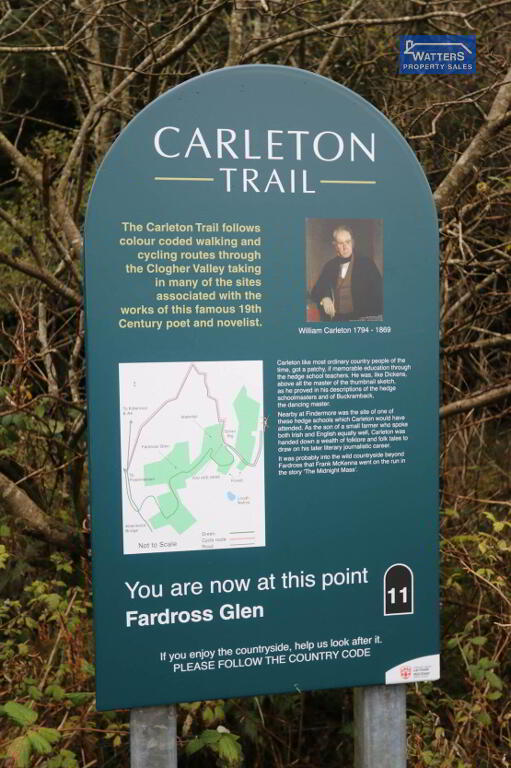 WATTERS
PROPERTY SALES
CARLETON
TRAIL
The Carleton Trail follows
colour coded walking and
cycling routes through
the Clogher Valley taking
in many of the sites
associated with the
works of this famous 19th
Century poet and novelist.
William Carleton 1794 - 1869
Carleton like most ordinary country people of the
time, got a patchy, if memorable education through
the hedge school teachers. He was, like Dickens,
above all the master of the thumbnail sketch,
as he proved in his descriptions of the hedge
schoolmasters and of Buckramback,
the dancing master.
Nearby at Findermore was the site of one of
these hedge schools which Carleton would have
attended. As the son of a small farmer who spoke
both Irish and English equally well, Carleton was
handed down a wealth of folklore and folk tales to
draw on his later literary journalistic career.
It was probably into the wild countryside beyond
Fardross that Frank McKenna went on the run in
the story 'The Midnight Mass'.
Fardross Glen
Forest
Cycle route
Road
Not to Scale
You are now at this point
Fardross Glen
11
If you enjoy the countryside, help us look after it.
PLEASE FOLLOW THE COUNTRY CODE